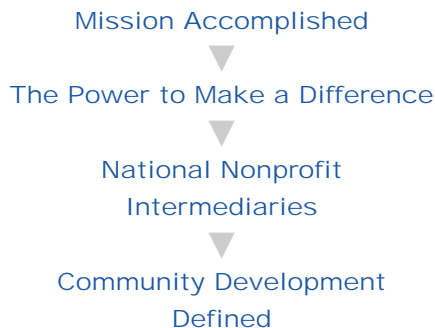 Mission Accomplished
The Power to Make a Difference
National Nonprofit
Intermediaries
Community Development
Defined